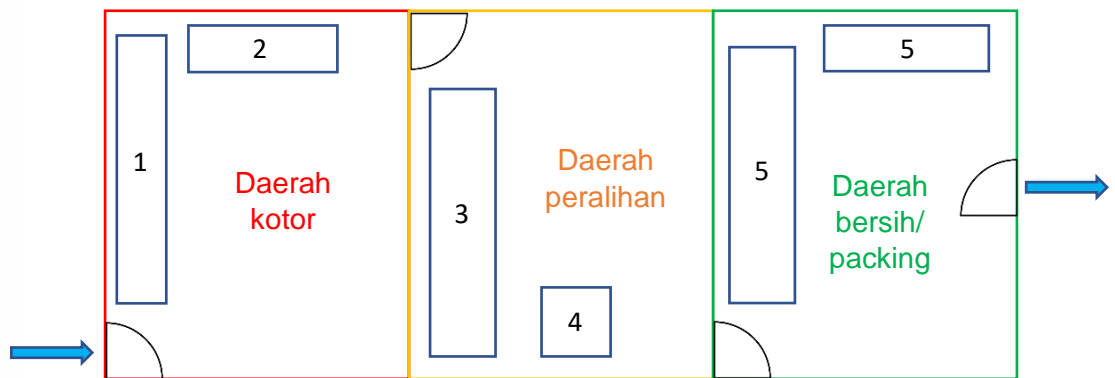 1
2
Daerah
kotor
3
Daerah
peralihan
4
5
5
Daerah
bersih/
packing